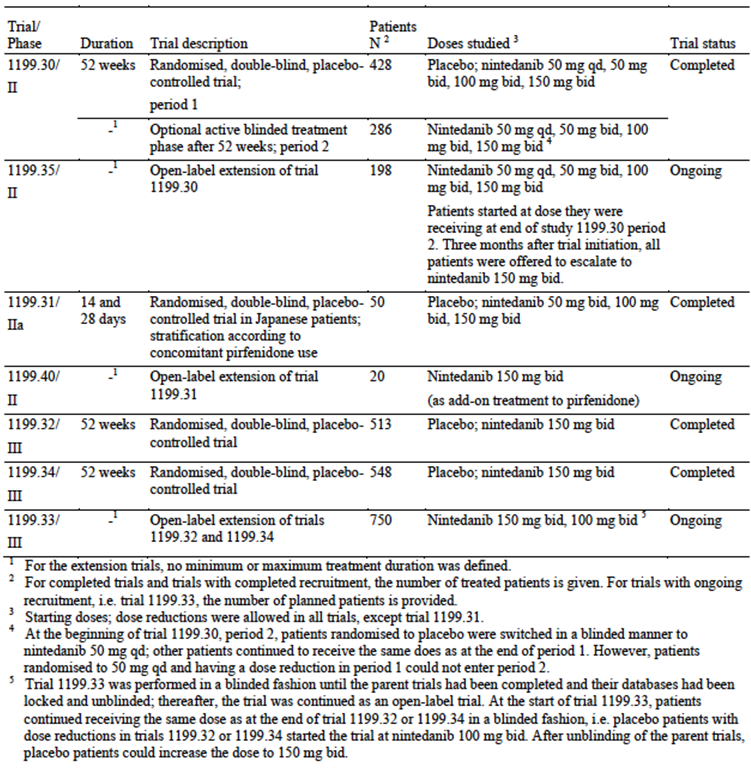 Trial/ Patients
Phase Duration Trial description N 2 Doses studied 3 Trial status
1199.30/ 52 weeks Randomised, double-blind, placebo- 428 Placebo; nintedanib 50 mg qd, 50 mg Completed
II controlled trial; bid, 100 mg bid, 150 mg bid
period 1
-1 Optional active blinded treatment 286 Nintedanib 50 mg qd, 50 mg bid, 100
phase after 52 weeks; period 2 mg bid, 150 mg bid 4
1199.35/ -1 Open-label extension of trial 198 Nintedanib 50 mg qd, 50 mg bid, 100 Ongoing
II 1199.30 mg bid, 150 mg bid
Patients started at dose they were
receiving at end of study 1199.30 period
2. Three months after trial initiation, all
patients were offered to escalate to
nintedanib 150 mg bid.
1199.31/ 14 and Randomised, double-blind, placebo- 50 Placebo; nintedanib 50 mg bid, 100 mg Completed
IIa 28 days controlled trial in Japanese patients; bid, 150 mg bid
stratification according to
concomitant pirfenidone use
1199.40/ -1 Open-label extension of trial 20 Nintedanib 150 mg bid Ongoing
II 1199.31 (as add-on treatment to pirfenidone)
1199.32/ 52 weeks Randomised, double-blind, placebo- 513 Placebo; nintedanib 150 mg bid Completed
III controlled trial
1199.34/ 52 weeks Randomised, double-blind, placebo- 548 Placebo; nintedanib 150 mg bid Completed
III controlled trial
1199.33/ -1 Open-label extension of trials 750 Nintedanib 150 mg bid, 100 mg bid 5 Ongoing
III 1199.32 and 1199.34
1 For the extension trials, no minimum or maximum treatment duration was defined.
2 For completed trials and trials with completed recruitment, the number of treated patients is given. For trials with ongoing
recruitment, i.e. trial 1199.33, the number of planned patients is provided.
3 Starting doses; dose reductions were allowed in all trials, except trial 1199.31.
4 At the beginning of trial 1199.30, period 2, patients randomised to placebo were switched in a blinded manner to
nintedanib 50 mg qd; other patients continued to receive the same does as at the end of period 1. However, patients
randomised to 50 mg qd and having a dose reduction in period 1 could not enter period 2.
5 Trial 1199.33 was performed in a blinded fashion until the parent trials had been completed and their databases had been
locked and unblinded; thereafter, the trial was continued as an open-label trial. At the start of trial 1199.33, patients
continued receiving the same dose as at the end of trial 1199.32 or 1199.34 in a blinded fashion, i.e. placebo patients with
dose reductions in trials 1199.32 or 1199.34 started the trial at nintedanib 100 mg bid. After unblinding of the parent trials,
placebo patients could increase the dose to 150 mg bid.